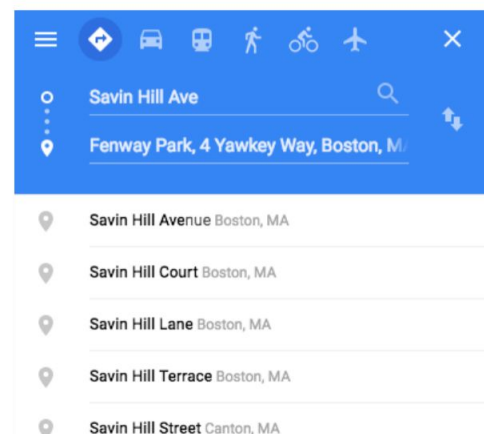 Savin Hill Ave
Fenway Park, 4 Yawkey Way, Boston, M
Savin Hill Avenue Boston, MA
Savin Hill Court Boston, MA
Savin Hill Lane Boston, MA
Savin Hill Terrace Boston, MA
Savin Hill Street Canton, MA